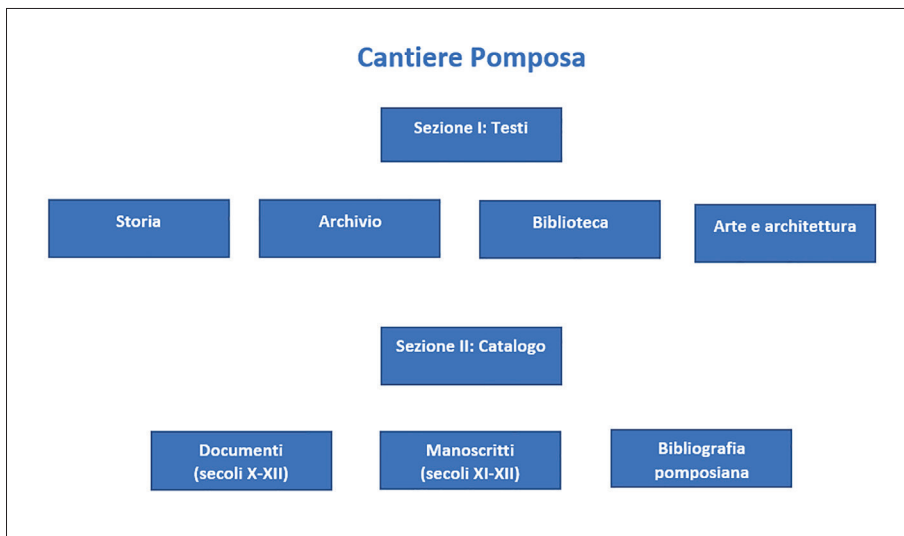 Cantiere Pomposa
Sezione I: Testi
Storia
Archivio
Biblioteca
Arte e architettura
Sezione II: Catalogo
Documenti
(secoli X-XII)
Manoscritti
(secoli XI-XII)
Bibliografia
pomposiana